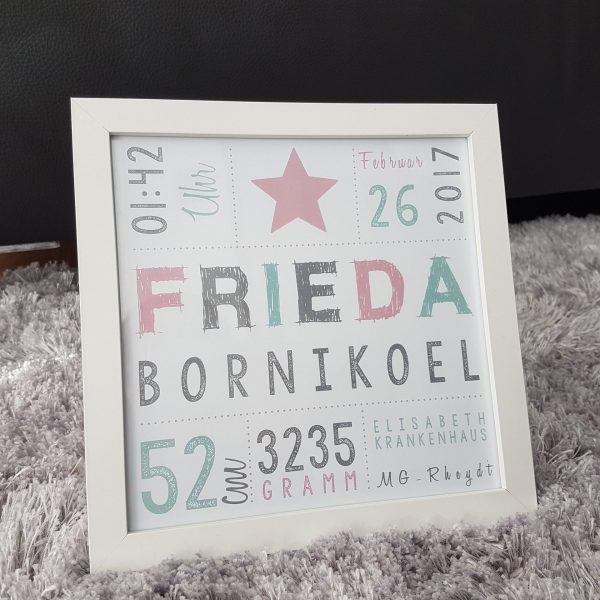 01:42 Uhr
Februar
26
2017
FRIEDA
BORNIKOEL
52 cm
3235
GRAMM
ELISABETH
KRANKENHAUS
MG-Rheydt